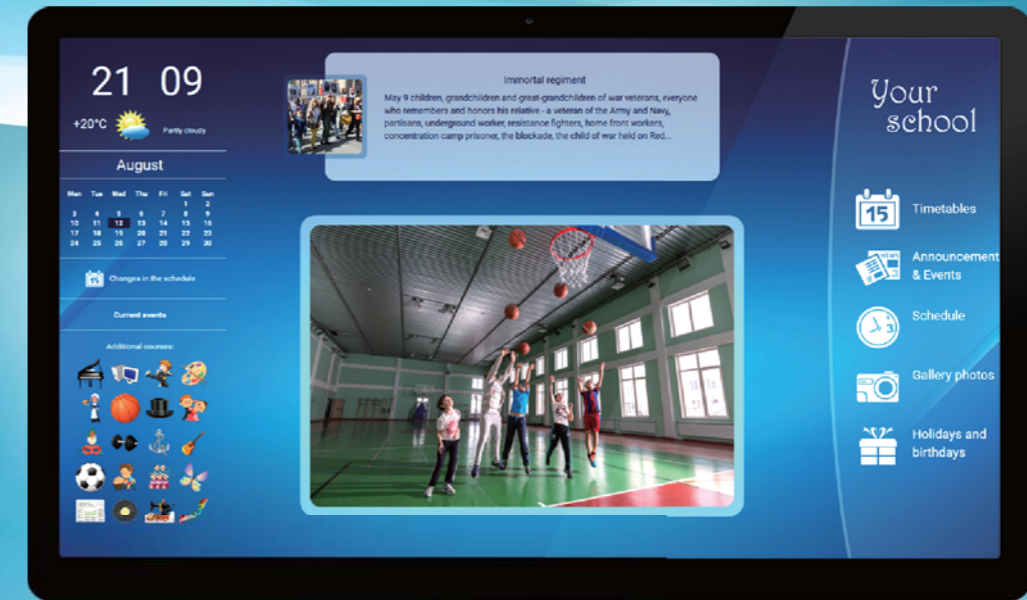 21 09
+20°C
Partly cloudy
August
Mon Tue Wed Thu Fri Sat Sun
1 2
3 4 5 6 7 8 9
10 11 12 13 14 15 16
17 18 19 20 21 22 23
24 25 26 27 28 29 30
15
Changes in the schedule
Current events
Additional courses:
Immortal regiment
May 9 children, grandchildren and great-grandchildren of war veterans, everyone
who remembers and honors his relative - a veteran of the Army and Navy,
partisans, underground worker, resistance fighters, home front workers,
concentration camp prisoner, the blockade, the child of war held on Red...
Your
school
15
Timetables
NEWS
Announcement
& Events
3
Schedule
Gallery photos
Holidays and
birthdays